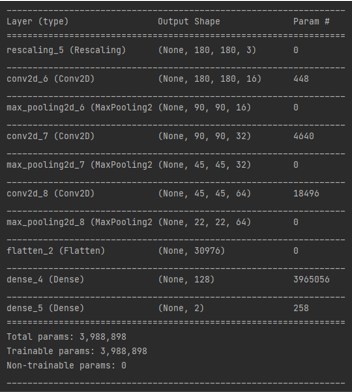 Layer (type) Output Shape Param #
=================================================================
rescaling_5 (Rescaling) (None, 180, 180, 3) 0
conv2d_6 (Conv2D) (None, 180, 180, 16) 448
max_pooling2d_6 (MaxPooling2 (None, 90, 90, 16) 0
conv2d_7 (Conv2D) (None, 90, 90, 32) 4640
max_pooling2d_7 (MaxPooling2 (None, 45, 45, 32) 0
conv2d_8 (Conv2D) (None, 45, 45, 64) 18496
max_pooling2d_8 (MaxPooling2 (None, 22, 22, 64) 0
flatten_2 (Flatten) (None, 30976) 0
dense_4 (Dense) (None, 128) 3965056
dense_5 (Dense) (None, 2) 258
=================================================================
Total params: 3,988,898
Trainable params: 3,988,898
Non-trainable params: 0